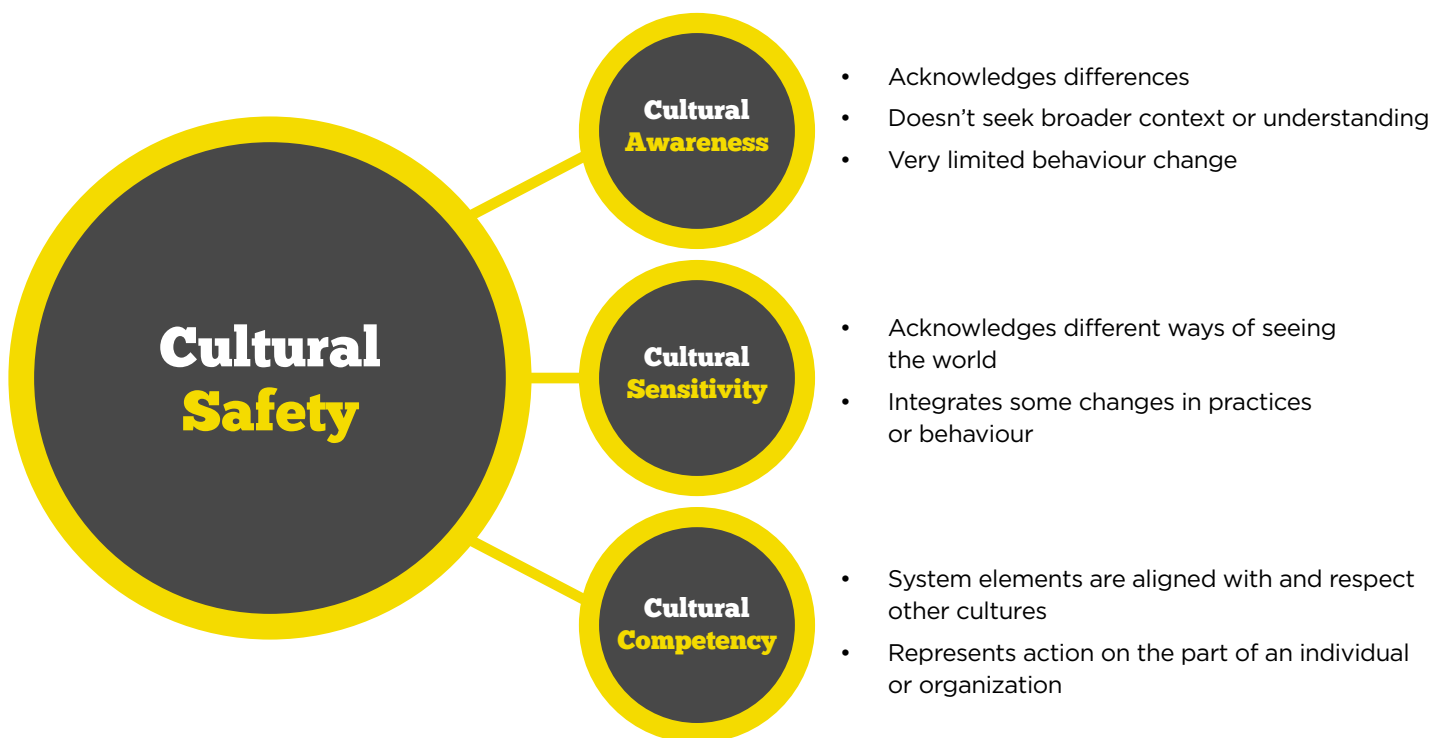 Cultural
Safety
Cultural
Awareness
• Acknowledges differences
• Doesn’t seek broader context or understanding
• Very limited behaviour change
Cultural
Sensitivity
• Acknowledges different ways of seeing
the world
• Integrates some changes in practices
or behaviour
Cultural
Competency
• System elements are aligned with and respect
other cultures
• Represents action on the part of an individual
or organization